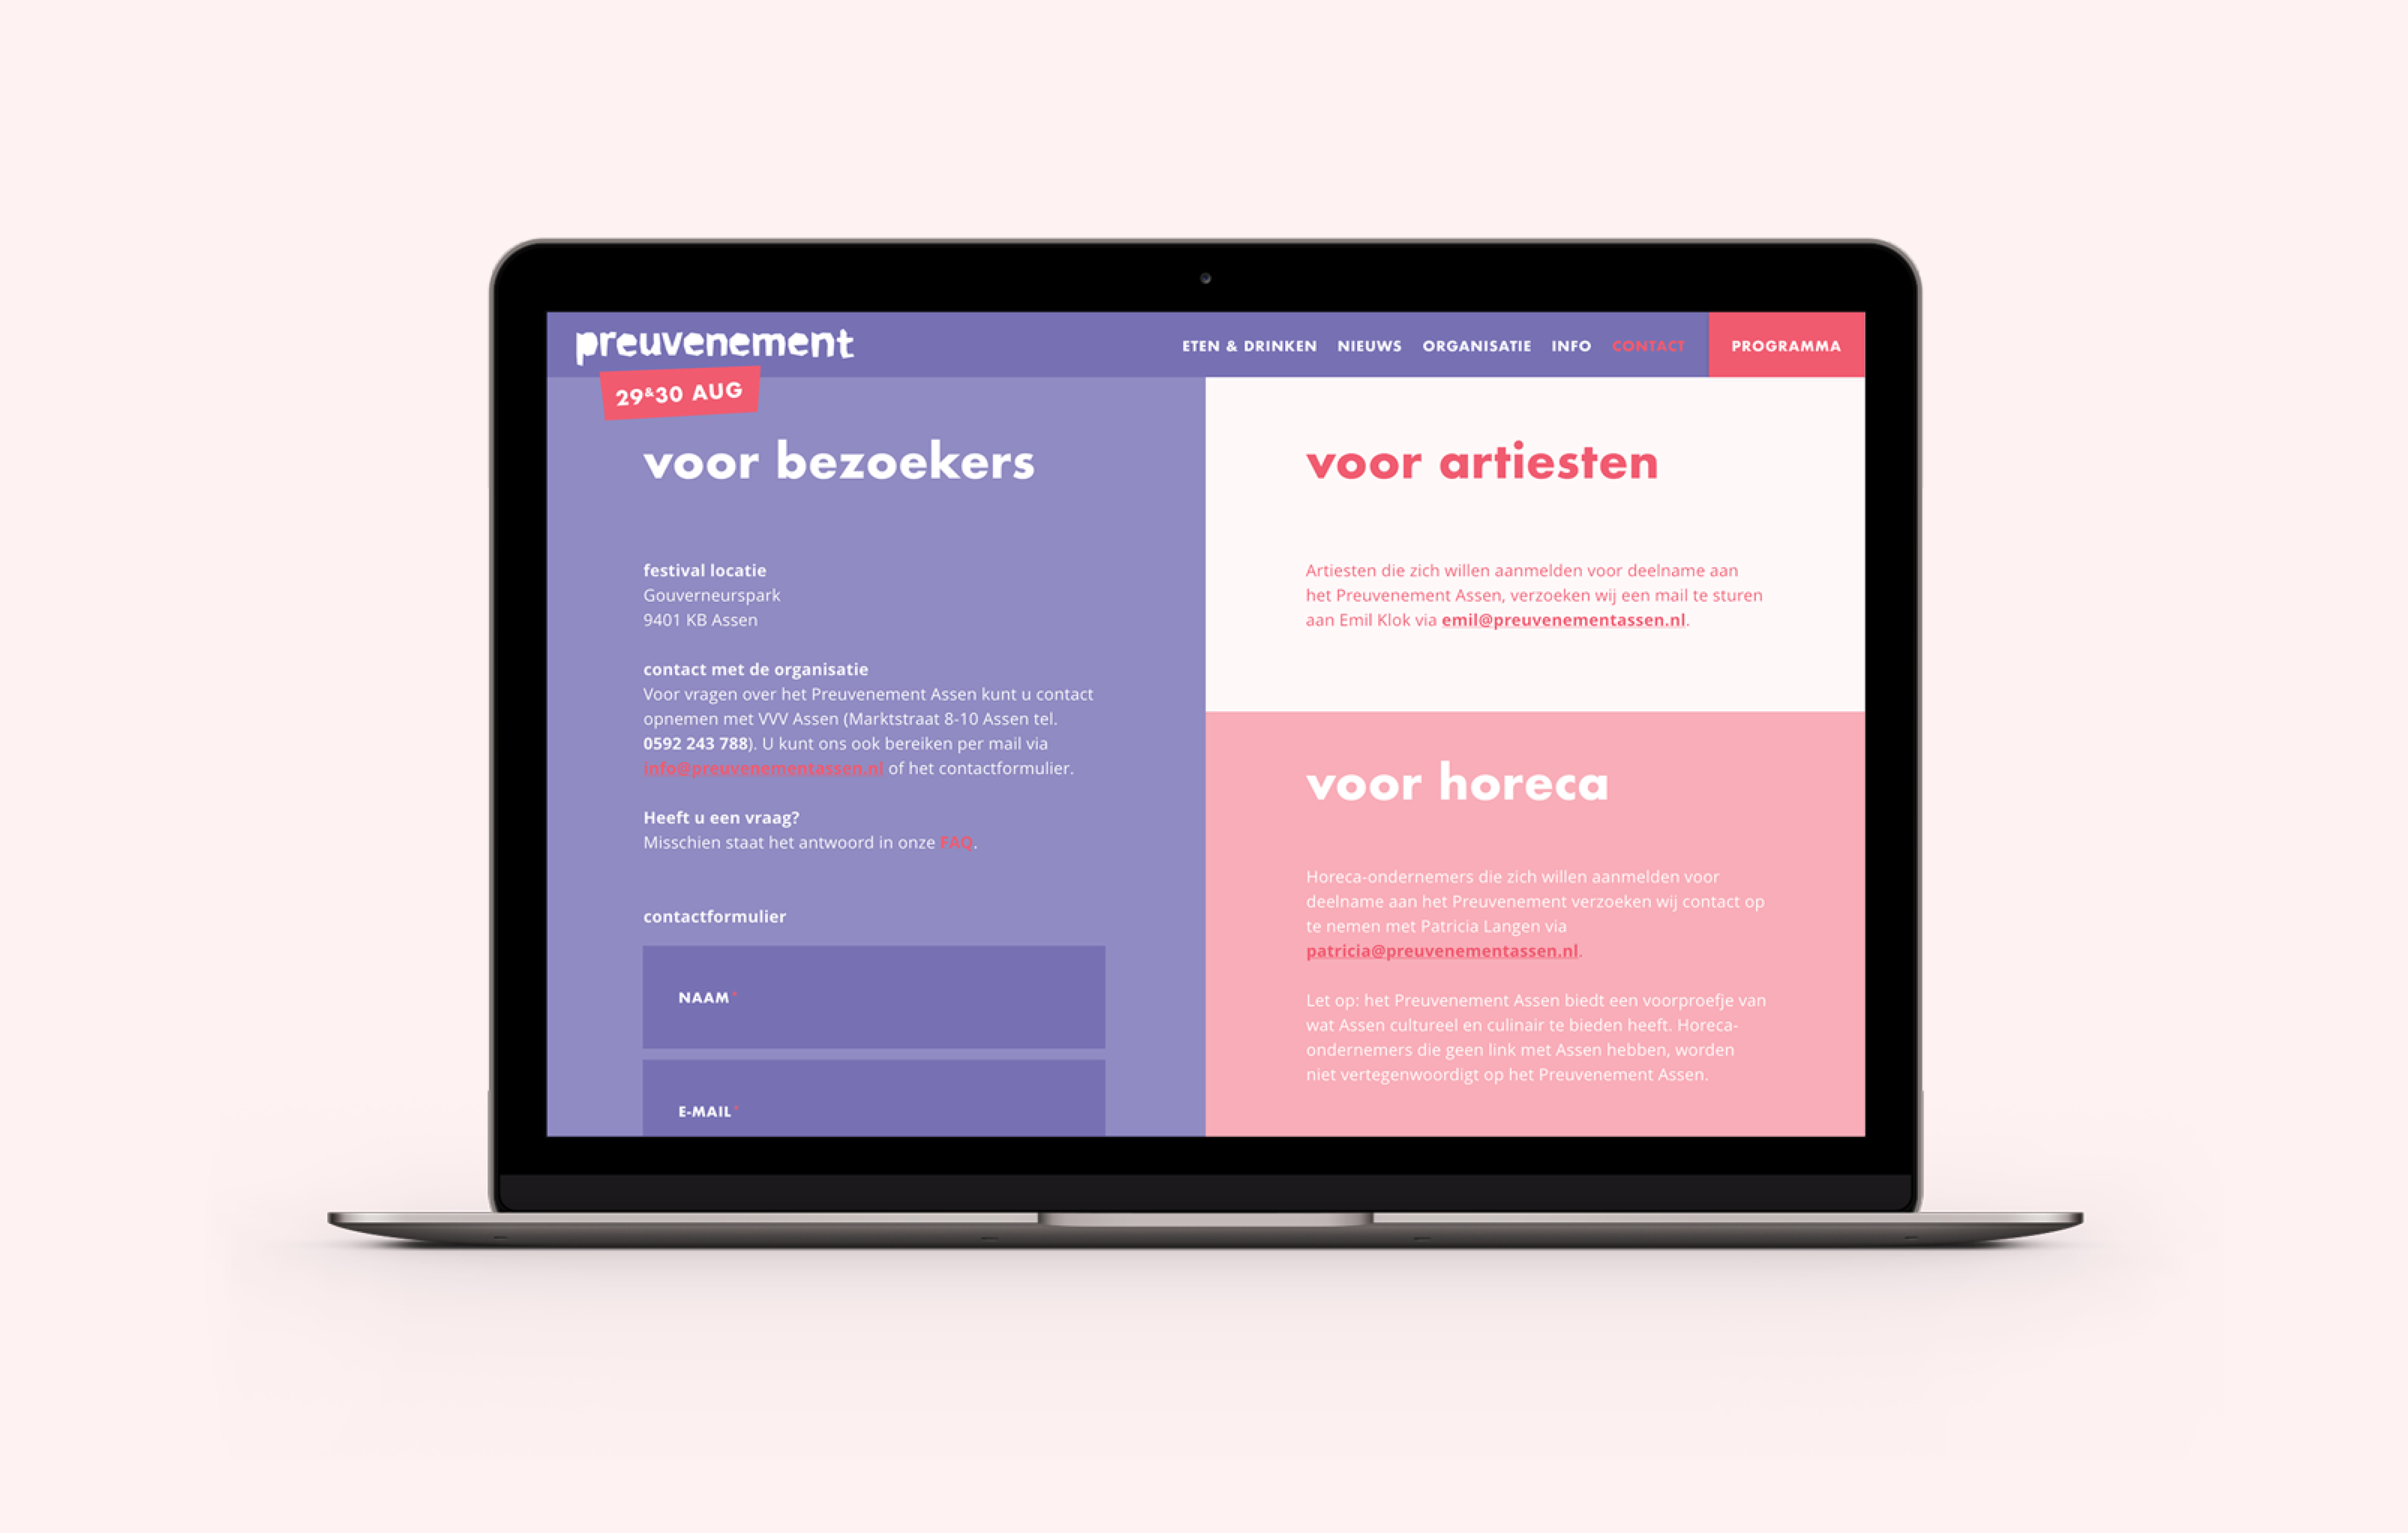 preuvenement
ETEN & DRINKEN NIEUWS ORGANISATIE INFO CONTACT PROGRAMMA
29&30 AUG
voor bezoekers
festival locatie
Gouverneurspark
9401 KB Assen
contact met de organisatie
Voor vragen over het Preuvenement Assen kunt u contact
opnemen met VVV Assen (Marktstraat 8-10 Assen tel.
0592 243 788). U kunt ons ook bereiken per mail via
info@preuvenementassen.nl of het contactformulier.
Heeft u een vraag?
Misschien staat het antwoord in onze FAQ.
contactformulier
NAAM*
E-MAIL*
voor artiesten
Artiesten die zich willen aanmelden voor deelname aan
het Preuvenement Assen, verzoeken wij een mail te sturen
aan Emil Klok via emil@preuvenementassen.nl.
voor horeca
Horeca-ondernemers die zich willen aanmelden voor
deelname aan het Preuvenement verzoeken wij contact op
te nemen met Patricia Langen via
patricia@preuvenementassen.nl.
Let op: het Preuvenement Assen biedt een voorproefje van
wat Assen cultureel en culinair te bieden heeft. Horeca-
ondernemers die geen link met Assen hebben, worden
niet vertegenwoordigt op het Preuvenement Assen.